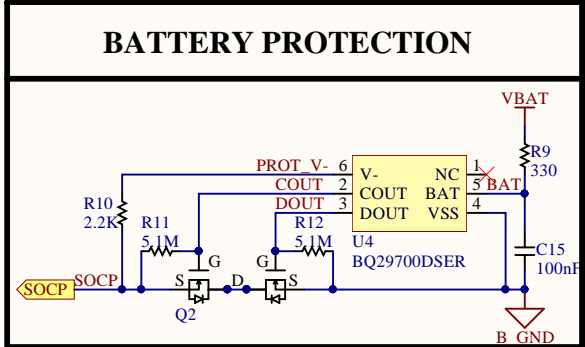 BATTERY PROTECTION
VBAT
R9
330
PROT_V- 6 V- NC 1
COUT 2 COUT BAT 5 BAT
DOUT 3 DOUT VSS 4
R10
2.2K
R11
5.1M
R12
5.1M
U4
BQ29700DSER
C15
100nF
G
G
SOCP
SOCP
S D S
Q2
B_GND